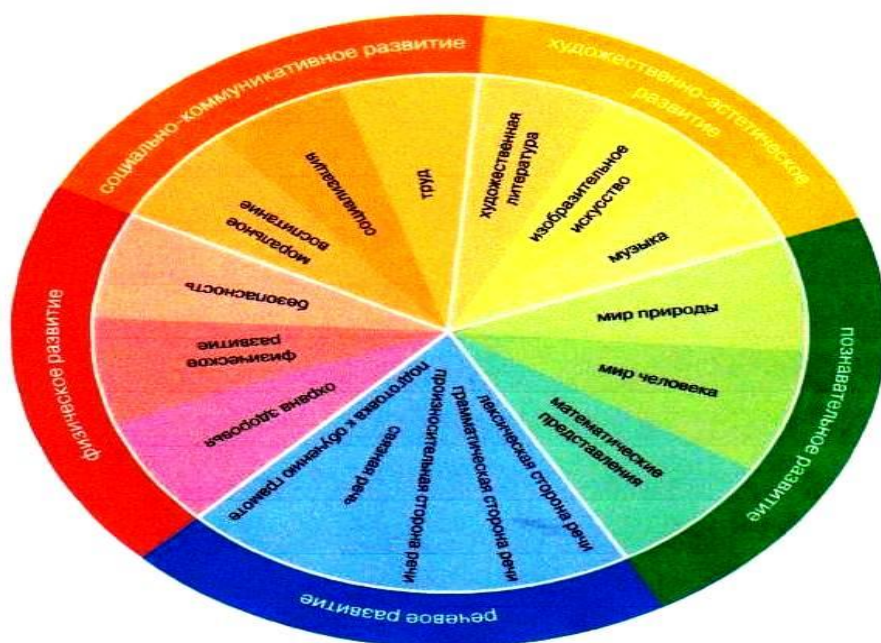 социально-коммуникативное развитие
моральное
воспитание
социализация
труд
художественно-эстетическое
развитие
художественная
литература
изобразительное
искусство
музыка
познавательное развитие
мир природы
мир человека
математические
представления
речевое развитие
лексическая сторона речи
грамматическая сторона речи
произносительная сторона речи
связная речь
подготовка к обучению грамоте
физическое развитие
охрана здоровья
физическое
развитие
безопасность